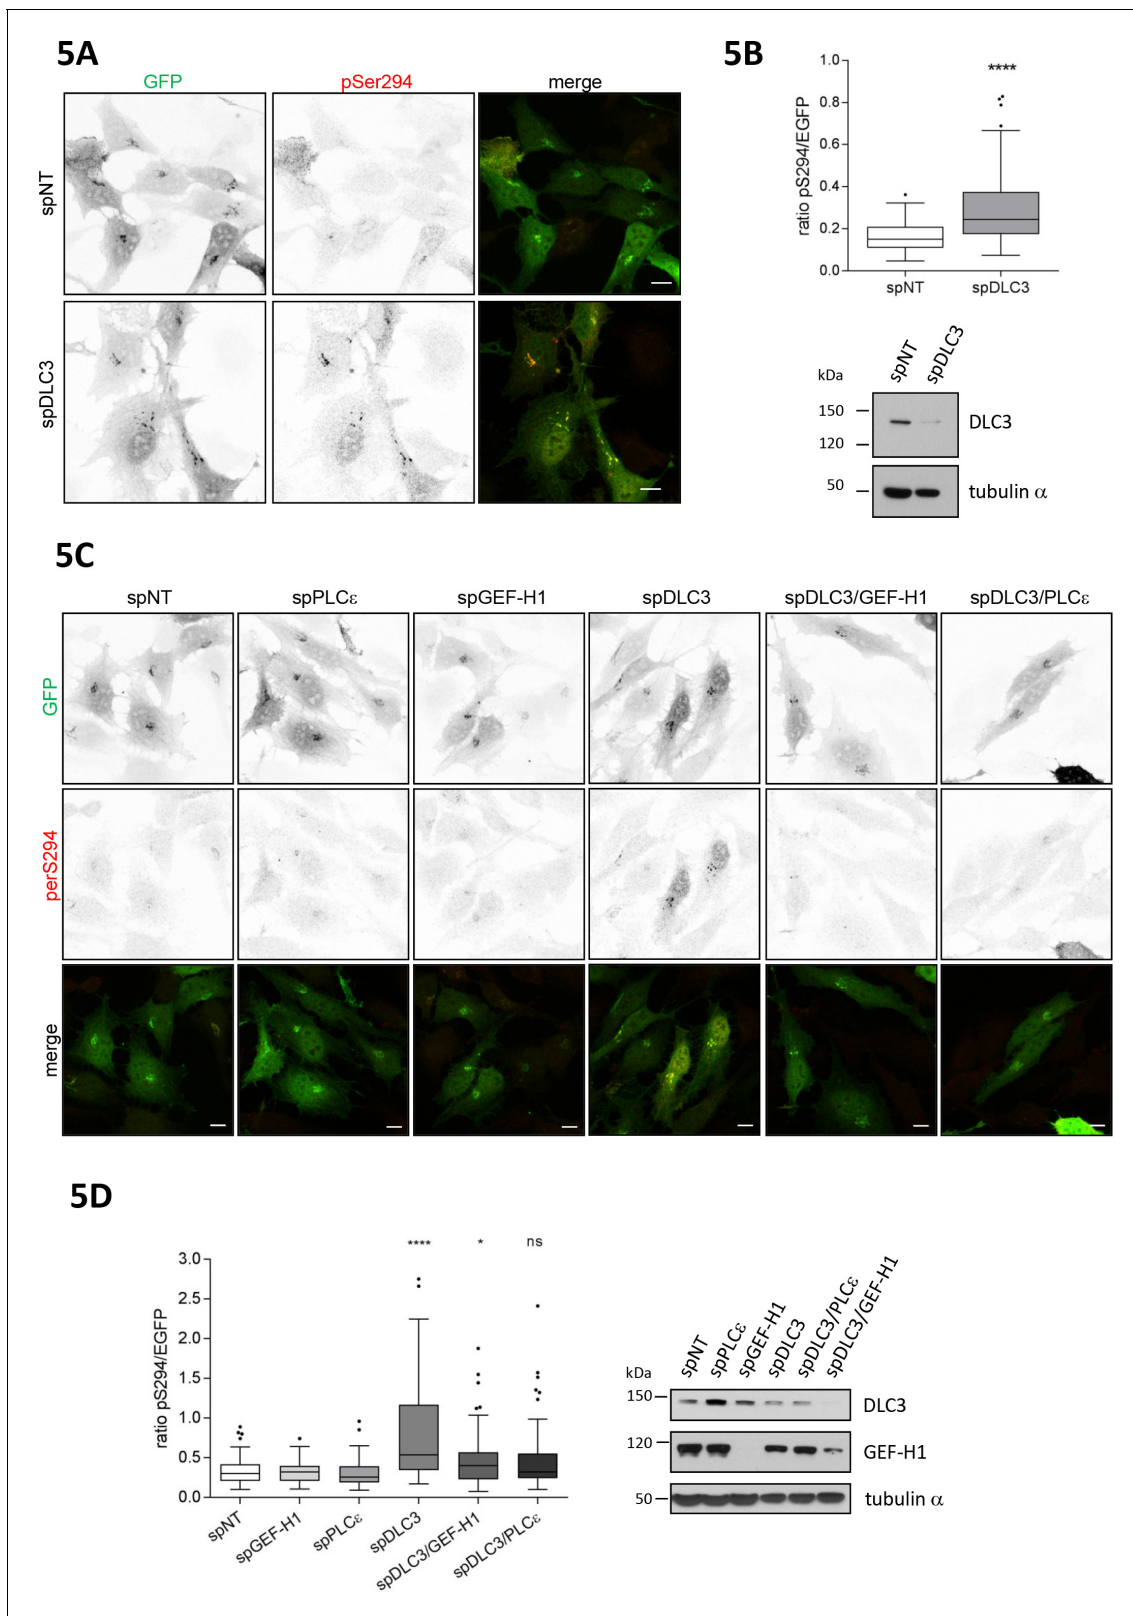 5A
GFP pSer294 merge
spNT
spDLC3
5B
1.0
0.8
0.6
0.4
0.2
0.0
ratio pS294/EGFP
****
spNT spDLC3
spNT spDLC3
kDa
150
120
DLC3
50
tubulin α
5C
spNT spPLCε spGEF-H1 spDLC3 spDLC3/GEF-H1 spDLC3/PLCε
GFP
perS294
merge
5D
**** * ns
3.0
2.5
2.0
1.5
1.0
0.5
0.0
ratio pS294/EGFP
spNT spGEF-H1 spPLCε spDLC3 spDLC3/GEF-H1 spDLC3/PLCε
spNT spPLCε spGEF-H1 spDLC3 spDLC3/PLCε spDLC3/GEF-H1
kDa
150
DLC3
120
GEF-H1
50
tubulin α